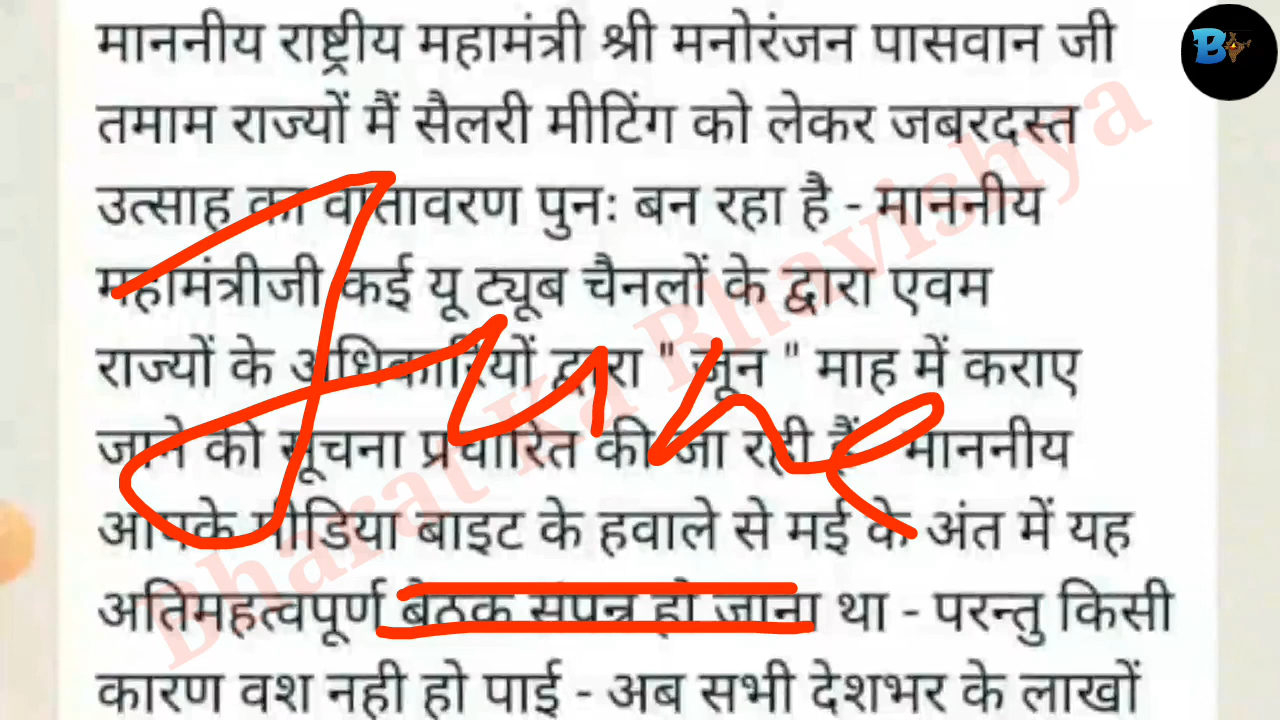 माननीय राष्ट्रीय महामंत्री श्री मनोरंजन पासवान जी
तमाम राज्यों मैं सैलरी मीटिंग को लेकर जबरदस्त
उत्साह का वातावरण पुनः बन रहा है - माननीय
महामंत्रीजी कई यू ट्यूब चैनलों के द्वारा एवम
राज्यों के अधिकारियों द्वारा " जून " माह में कराए
जाने की सूचना प्रचारित की जा रही हैं माननीय
आपके मीडिया बाइट के हवाले से मई के अंत में यह
अतिमहत्वपूर्ण बैठक संपन्न हो जाना था - परन्तु किसी
कारण वश नही हो पाई - अब सभी देशभर के लाखों
June
Bharat Ka Bhavishya
B